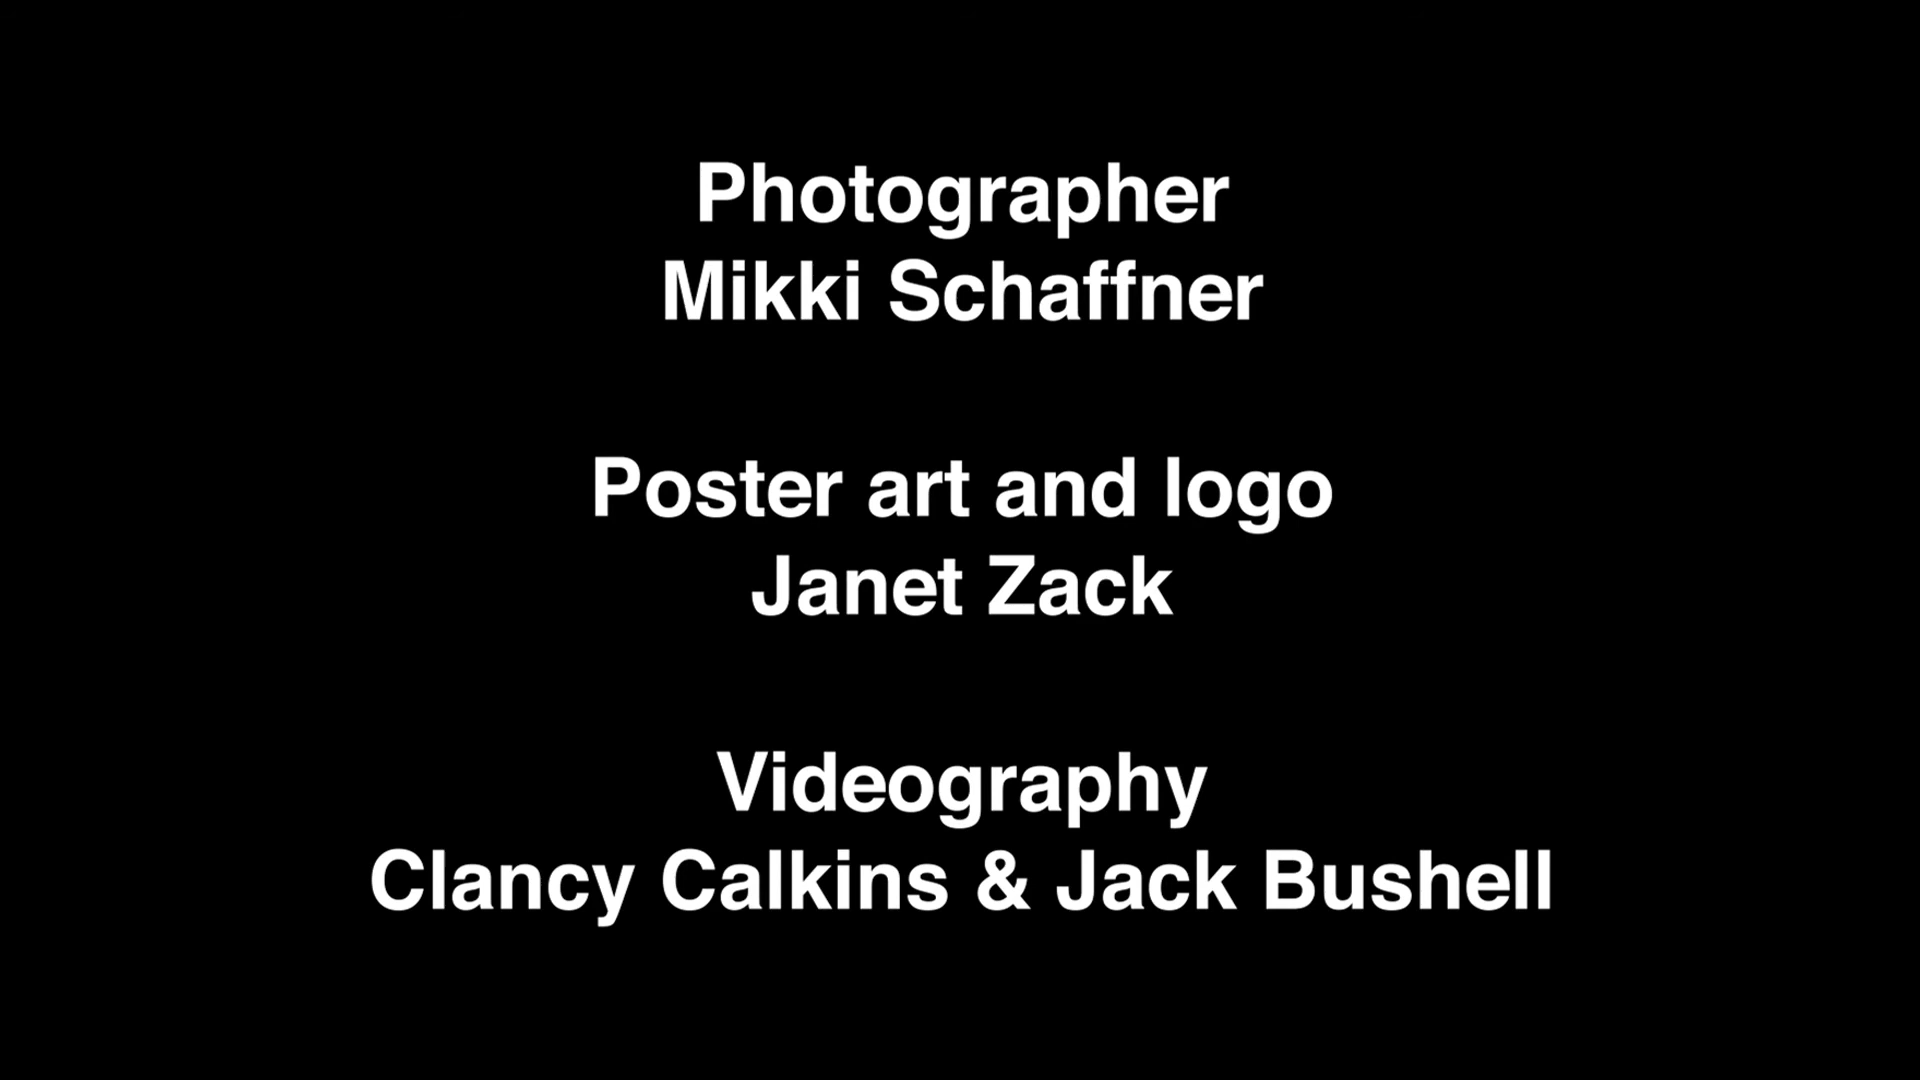 Photographer
Mikki Schaffner
Poster art and logo
Janet Zack
Videography
Clancy Calkins & Jack Bushell